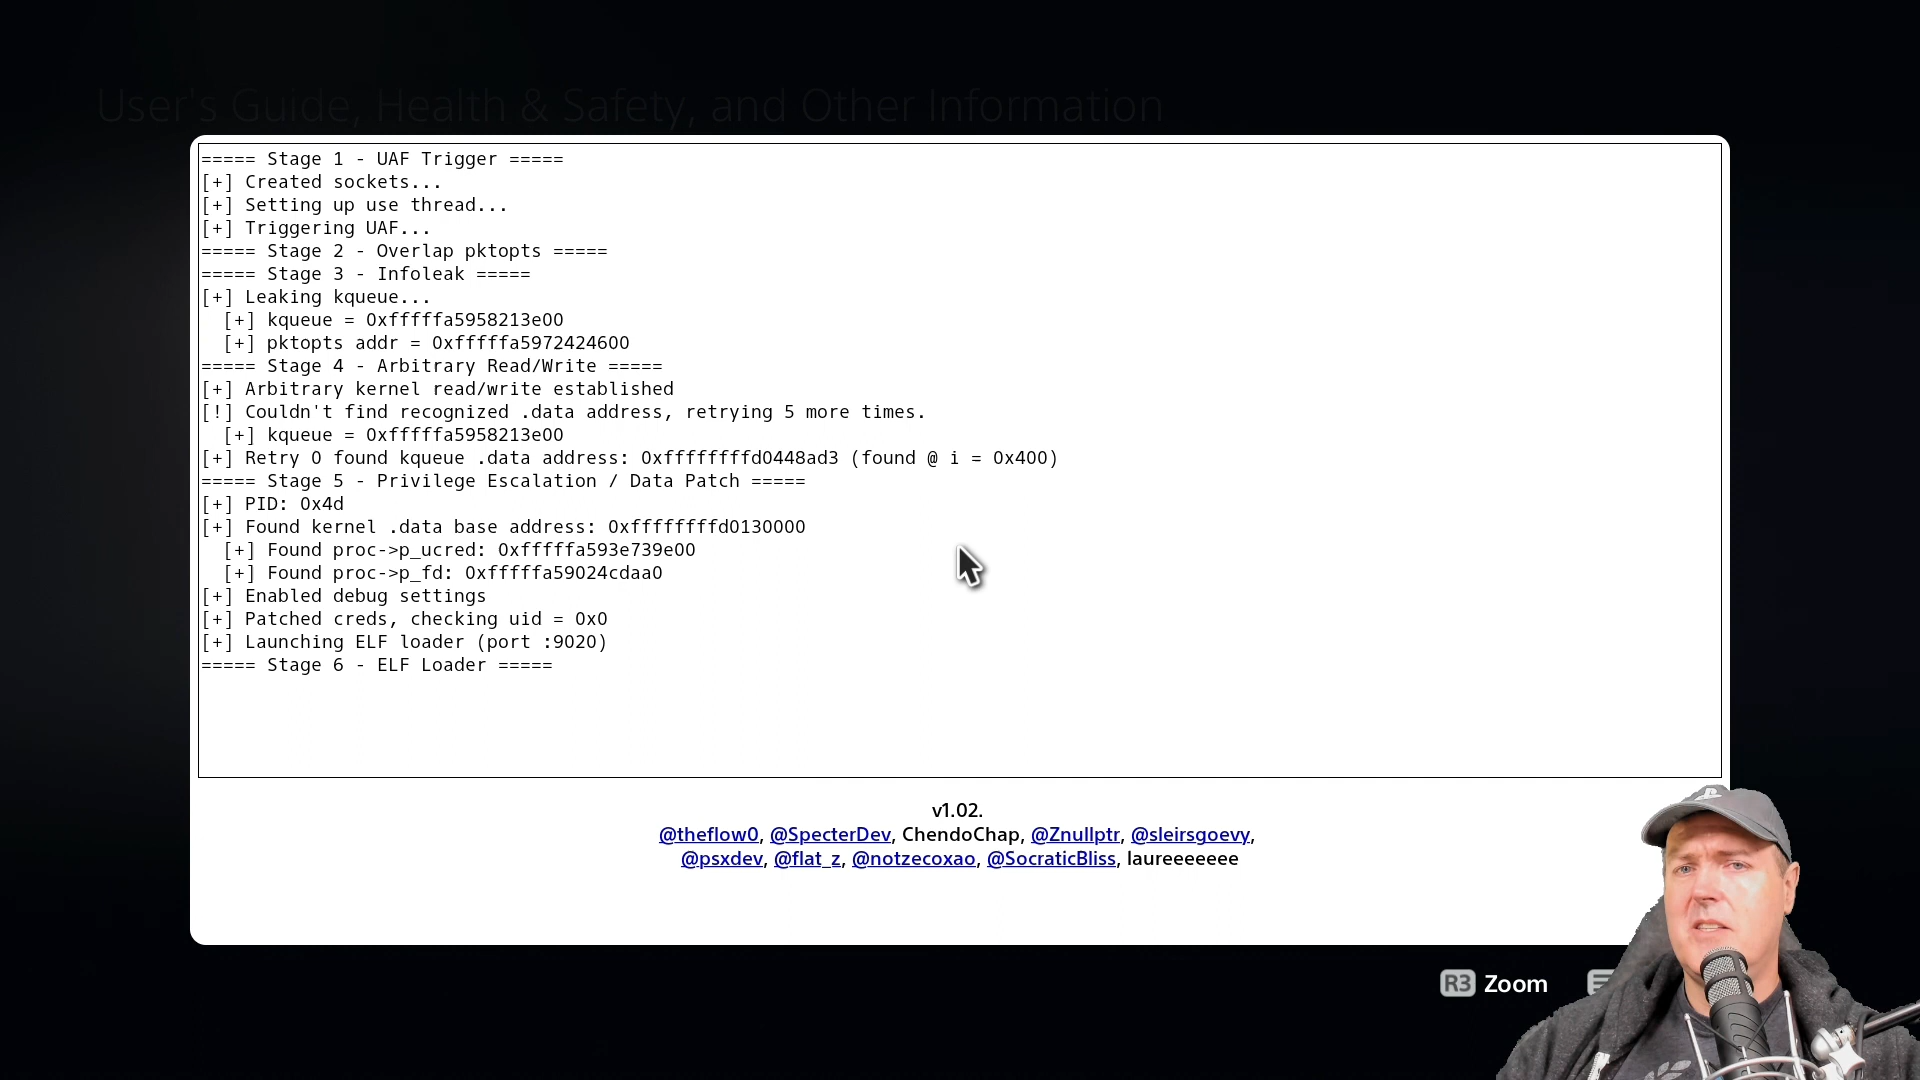 User's Guide, Health & Safety, and Other Information
===== Stage 1 - UAF Trigger =====
[+] Created sockets...
[+] Setting up use thread...
[+] Triggering UAF...
===== Stage 2 - Overlap pktopts =====
===== Stage 3 - Infoleak =====
[+] Leaking kqueue...
  [+] kqueue = 0xfffffa5958213e00
  [+] pktopts addr = 0xfffffa5972424600
===== Stage 4 - Arbitrary Read/Write =====
[+] Arbitrary kernel read/write established
[!] Couldn't find recognized .data address, retrying 5 more times.
  [+] kqueue = 0xfffffa5958213e00
[+] Retry 0 found kqueue .data address: 0xffffffffd0448ad3 (found @ i = 0x400)
===== Stage 5 - Privilege Escalation / Data Patch =====
[+] PID: 0x4d
[+] Found kernel .data base address: 0xffffffffd0130000
  [+] Found proc->p_ucred: 0xfffffa593e739e00
  [+] Found proc->p_fd: 0xfffffa59024cdaa0
[+] Enabled debug settings
[+] Patched creds, checking uid = 0x0
[+] Launching ELF loader (port :9020)
===== Stage 6 - ELF Loader =====
v1.02.
@theflow0, @SpecterDev, ChendoChap, @Znullptr, @sleirsgoevy,
@psxdev, @flat_z, @notzecoxao, @SocraticBliss, laureeeeeee
R3 Zoom